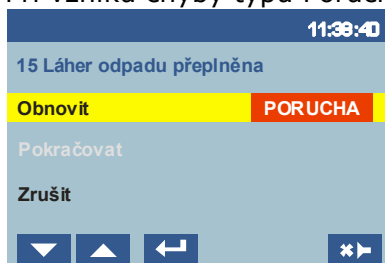 11:38:40
15 Láher odpadu přeplněna
Obnovit PORUCHA
Pokračovat
Zrušit